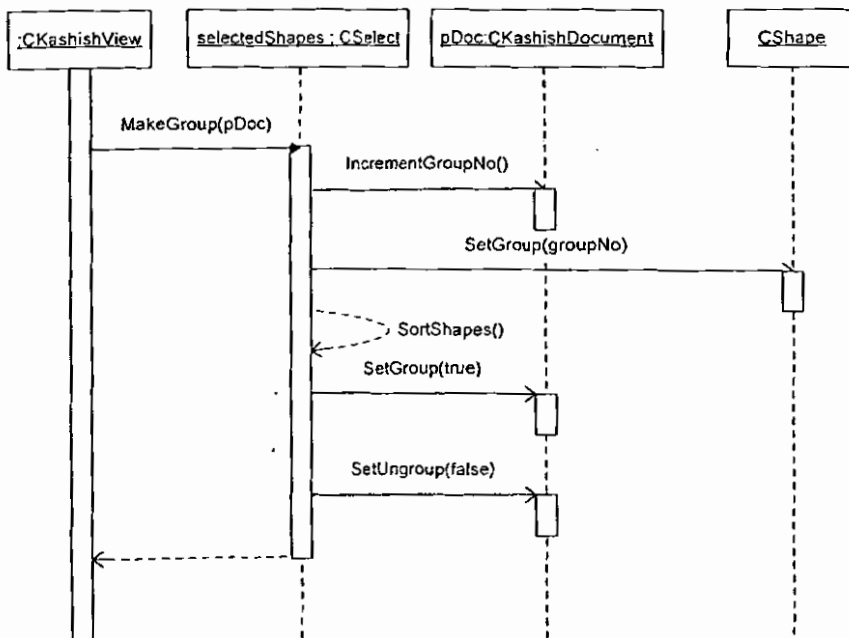 :CKashishView
selectedShapes : CSelect
pDoc:CKashishDocument
CShape
MakeGroup(pDoc)
IncrementGroupNo()
SetGroup(groupNo)
SortShapes()
SetGroup(true)
SetUngroup(false)